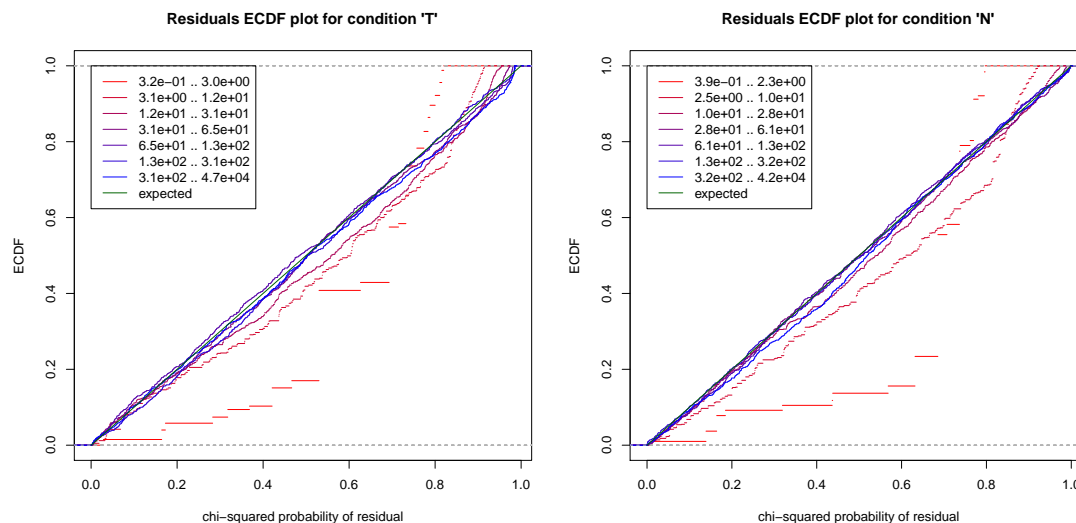 Residuals ECDF plot for condition 'T'
1.0
0.8
0.6
0.4
0.2
0.0
ECDF
3.2e−01 .. 3.0e+00
3.1e+00 .. 1.2e+01
1.2e+01 .. 3.1e+01
3.1e+01 .. 6.5e+01
6.5e+01 .. 1.3e+02
1.3e+02 .. 3.1e+02
3.1e+02 .. 4.7e+04
expected
0.0 0.2 0.4 0.6 0.8 1.0
chi−squared probability of residual
Residuals ECDF plot for condition 'N'
1.0
0.8
0.6
0.4
0.2
0.0
ECDF
3.9e−01 .. 2.3e+00
2.5e+00 .. 1.0e+01
1.0e+01 .. 2.8e+01
2.8e+01 .. 6.1e+01
6.1e+01 .. 1.3e+02
1.3e+02 .. 3.2e+02
3.2e+02 .. 4.2e+04
expected
0.0 0.2 0.4 0.6 0.8 1.0
chi−squared probability of residual